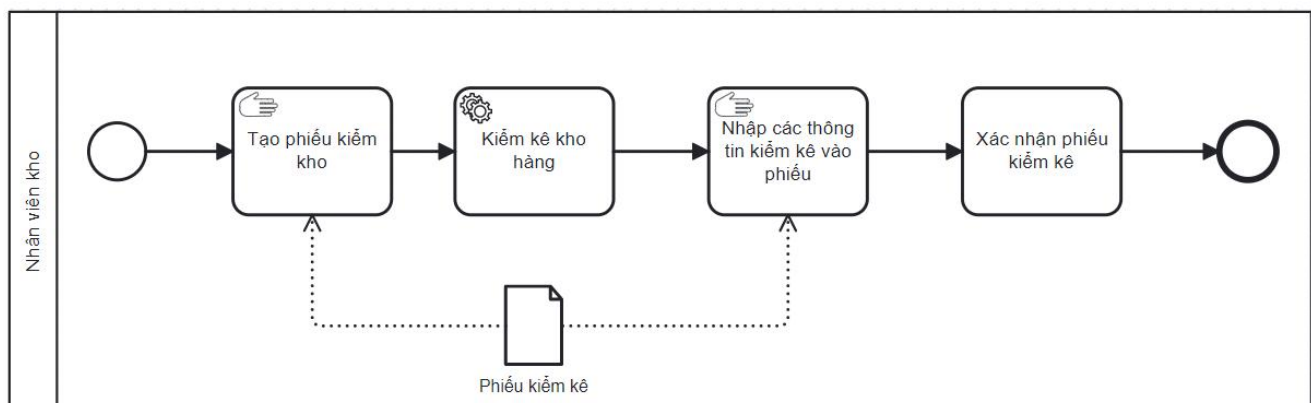 Nhân viên kho
Tạo phiếu kiểm
kho
Kiểm kê kho
hàng
Nhập các thông
tin kiểm kê vào
phiếu
Xác nhận phiếu
kiểm kê
Phiếu kiểm kê